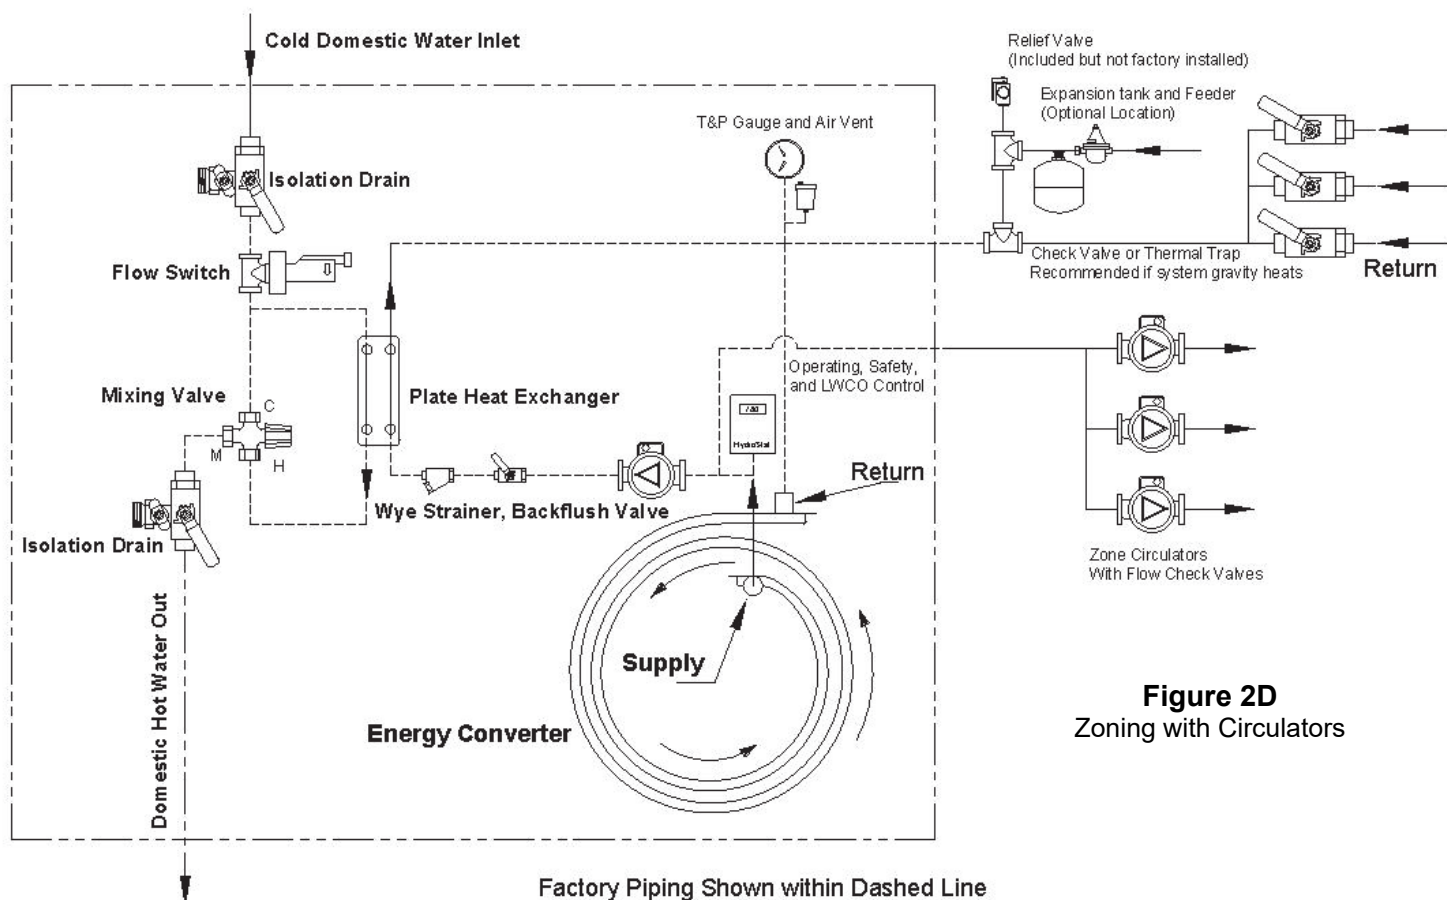 Cold Domestic Water Inlet
Relief Valve
(Included but not factory installed)
Expansion tank and Feeder
(Optional Location)
T&P Gauge and Air Vent
Isolation Drain
Flow Switch
Check Valve or Thermal Trap
Recommended if system gravity heats
Return
Operating, Safety,
and LWCO Control
Mixing Valve
C
M
H
Plate Heat Exchanger
HydroStat
Return
Wye Strainer, Backflush Valve
Isolation Drain
Zone Circulators
With Flow Check Valves
Domestic Hot Water Out
Supply
Energy Converter
Figure 2D
Zoning with Circulators
Factory Piping Shown within Dashed Line